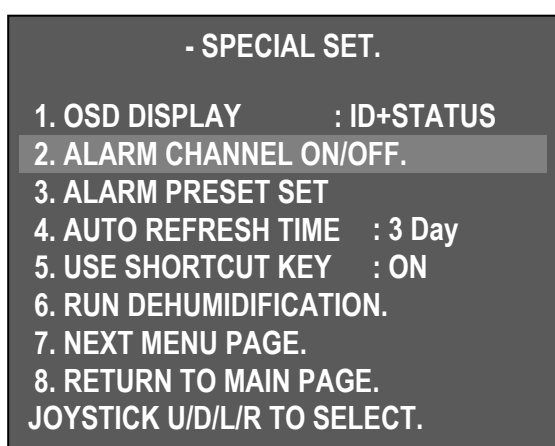 - SPECIAL SET.
1. OSD DISPLAY : ID+STATUS
2. ALARM CHANNEL ON/OFF.
3. ALARM PRESET SET
4. AUTO REFRESH TIME : 3 Day
5. USE SHORTCUT KEY : ON
6. RUN DEHUMIDIFICATION.
7. NEXT MENU PAGE.
8. RETURN TO MAIN PAGE.
JOYSTICK U/D/L/R TO SELECT.